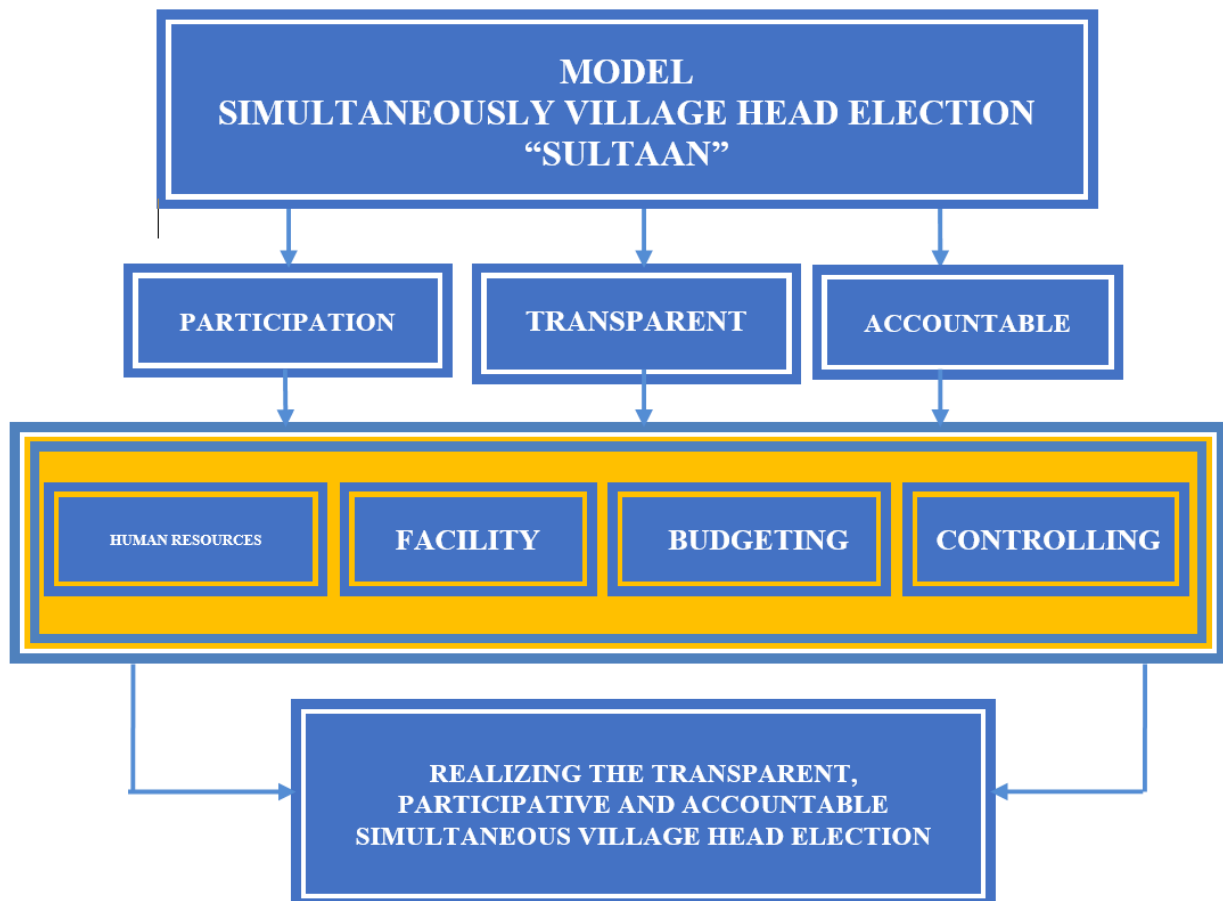 MODEL
SIMULTANEOUSLY VILLAGE HEAD ELECTION
“SULTAAN”
PARTICIPATION
TRANSPARENT
ACCOUNTABLE
HUMAN RESOURCES
FACILITY
BUDGETING
CONTROLLING
REALIZING THE TRANSPARENT,
PARTICIPATIVE AND ACCOUNTABLE
SIMULTANEOUS VILLAGE HEAD ELECTION